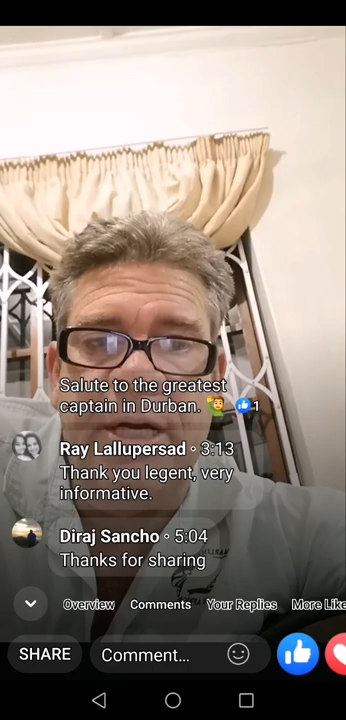 Salute to the greatest
captain in Durban. 🙋 👍 1
Ray Lallupersad • 3:13
Thank you legent, very
informative.
Diraj Sancho • 5:04
Thanks for sharing
Overview Comments Your Replies More Like
SHARE Comment...